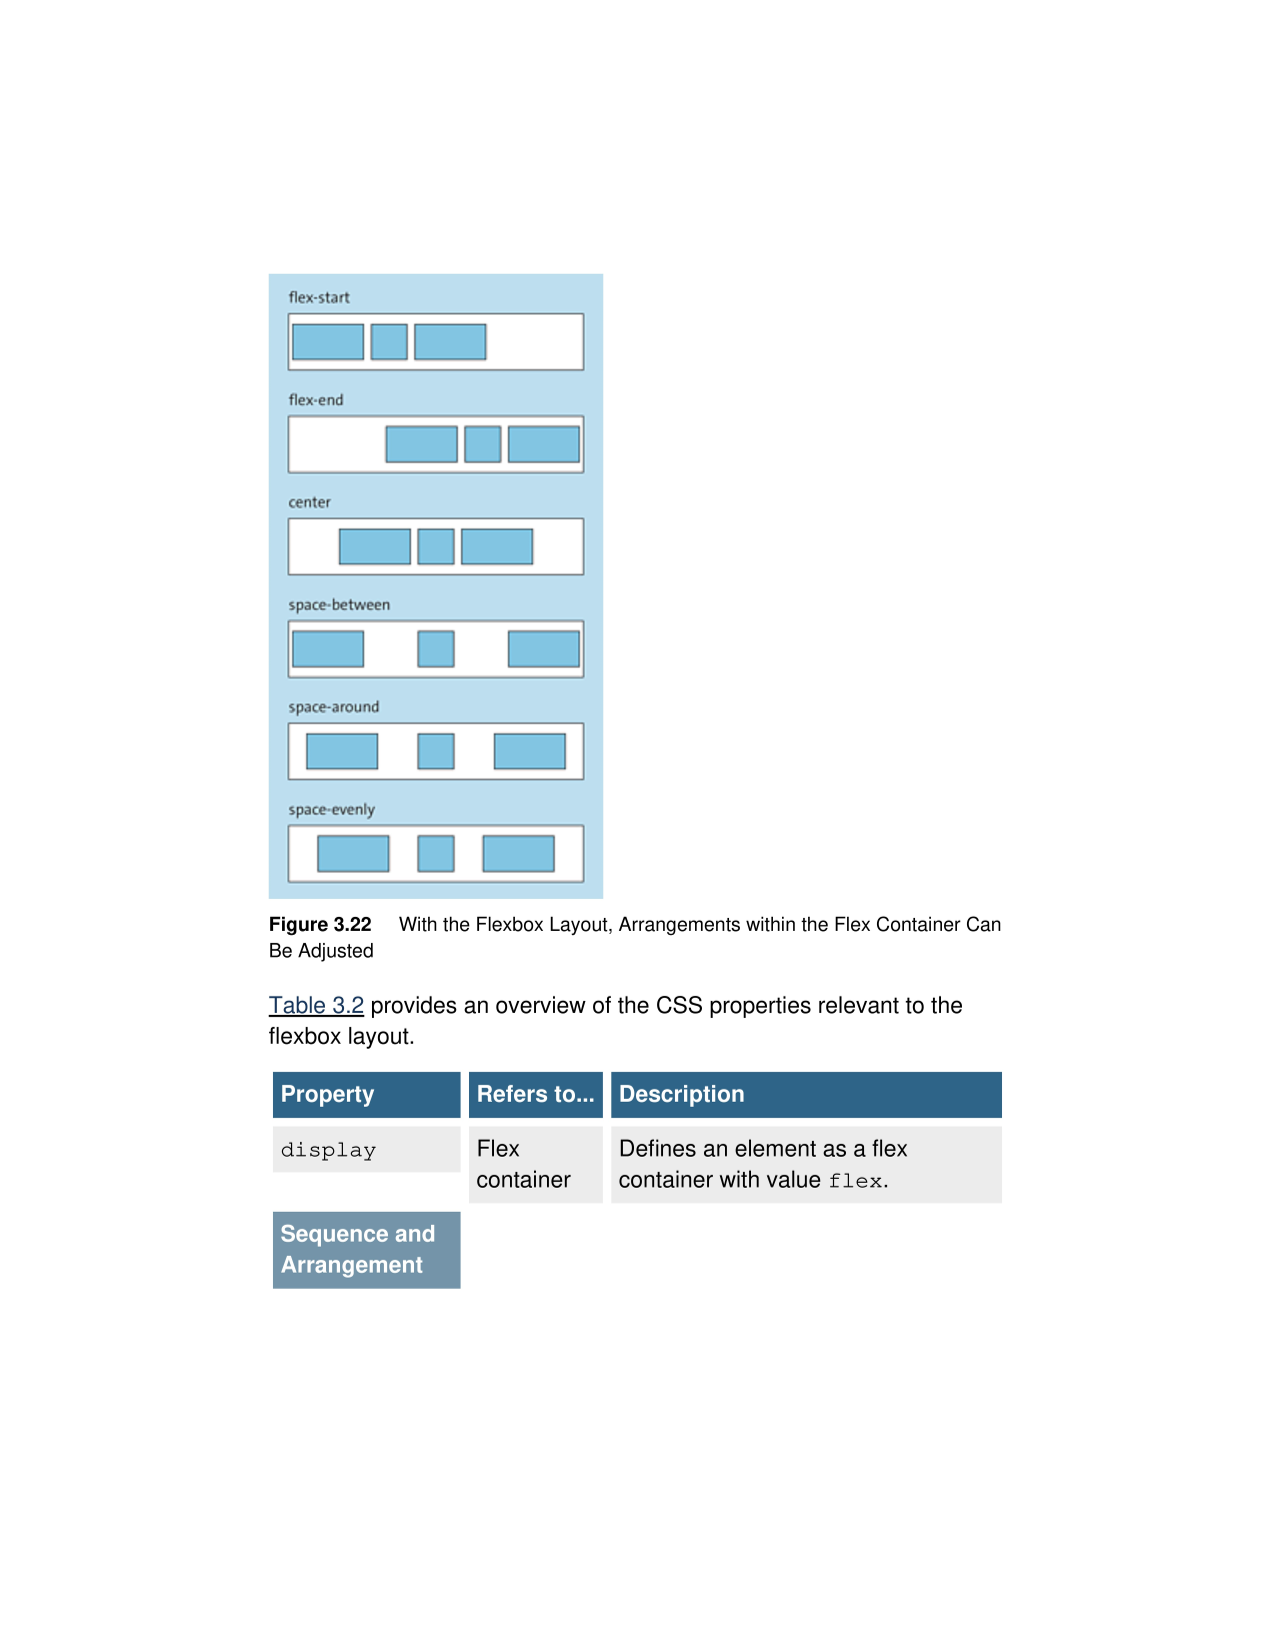 flex-start
flex-end
center
space-between
space-around
space-evenly
Figure 3.22 With the Flexbox Layout, Arrangements within the Flex Container Can
Be Adjusted
Table 3.2 provides an overview of the CSS properties relevant to the
flexbox layout.
Property Refers to... Description
display Flex Defines an element as a flex
container container with value flex.
Sequence and
Arrangement